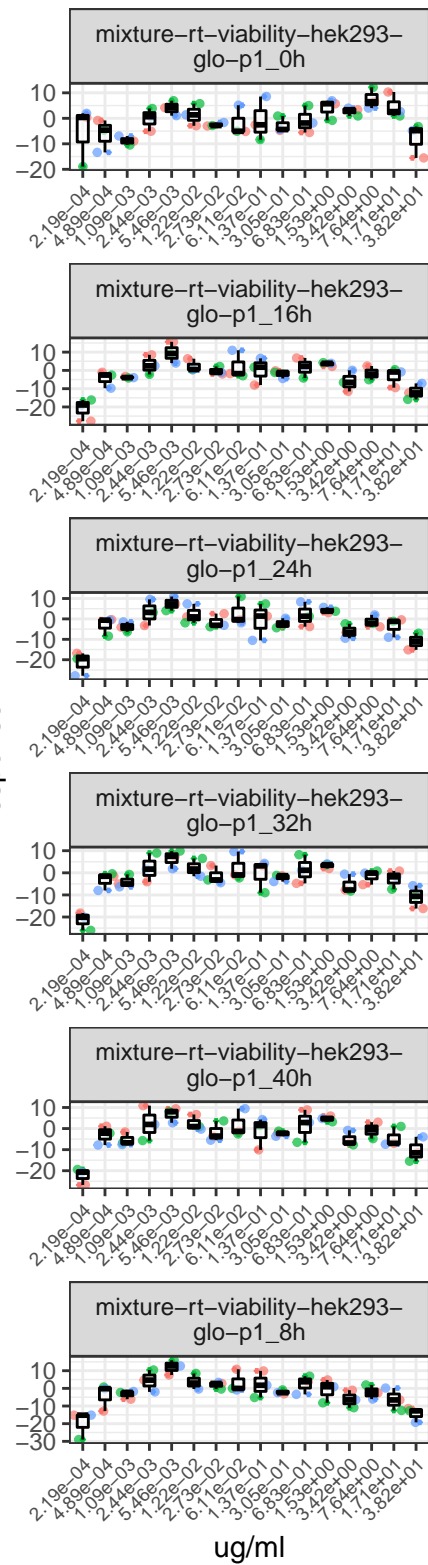 mixture−rt−viability−hek293−
glo−p1_0h
10
0
−10
−20
2.19e−04
4.89e−04
1.09e−03
2.44e−03
5.46e−03
1.22e−02
2.73e−02
6.11e−02
1.37e−01
3.05e−01
6.83e−01
1.53e+00
3.42e+00
7.64e+00
1.71e+01
3.82e+01
mixture−rt−viability−hek293−
glo−p1_16h
10
0
−10
−20
2.19e−04
4.89e−04
1.09e−03
2.44e−03
5.46e−03
1.22e−02
2.73e−02
6.11e−02
1.37e−01
3.05e−01
6.83e−01
1.53e+00
3.42e+00
7.64e+00
1.71e+01
3.82e+01
mixture−rt−viability−hek293−
glo−p1_24h
10
0
−10
−20
2.19e−04
4.89e−04
1.09e−03
2.44e−03
5.46e−03
1.22e−02
2.73e−02
6.11e−02
1.37e−01
3.05e−01
6.83e−01
1.53e+00
3.42e+00
7.64e+00
1.71e+01
3.82e+01
mixture−rt−viability−hek293−
glo−p1_32h
10
0
−10
−20
2.19e−04
4.89e−04
1.09e−03
2.44e−03
5.46e−03
1.22e−02
2.73e−02
6.11e−02
1.37e−01
3.05e−01
6.83e−01
1.53e+00
3.42e+00
7.64e+00
1.71e+01
3.82e+01
mixture−rt−viability−hek293−
glo−p1_40h
10
0
−10
−20
2.19e−04
4.89e−04
1.09e−03
2.44e−03
5.46e−03
1.22e−02
2.73e−02
6.11e−02
1.37e−01
3.05e−01
6.83e−01
1.53e+00
3.42e+00
7.64e+00
1.71e+01
3.82e+01
mixture−rt−viability−hek293−
glo−p1_8h
10
0
−10
−20
−30
2.19e−04
4.89e−04
1.09e−03
2.44e−03
5.46e−03
1.22e−02
2.73e−02
6.11e−02
1.37e−01
3.05e−01
6.83e−01
1.53e+00
3.42e+00
7.64e+00
1.71e+01
3.82e+01
ug/ml